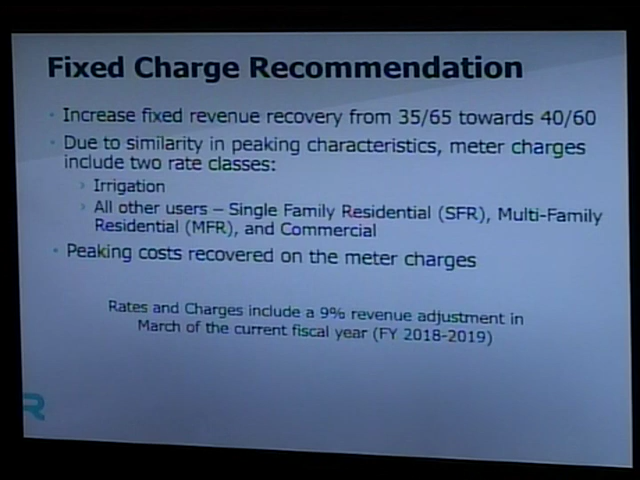 Fixed Charge Recommendation
Increase fixed revenue recovery from 35/65 towards 40/60
Due to similarity in peaking characteristics, meter charges
include two rate classes:
Irrigation
All other users – Single Family Residential (SFR), Multi-Family
Residential (MFR), and Commercial
Peaking costs recovered on the meter charges
Rates and Charges include a 9% revenue adjustment in
March of the current fiscal year (FY 2018-2019)
R